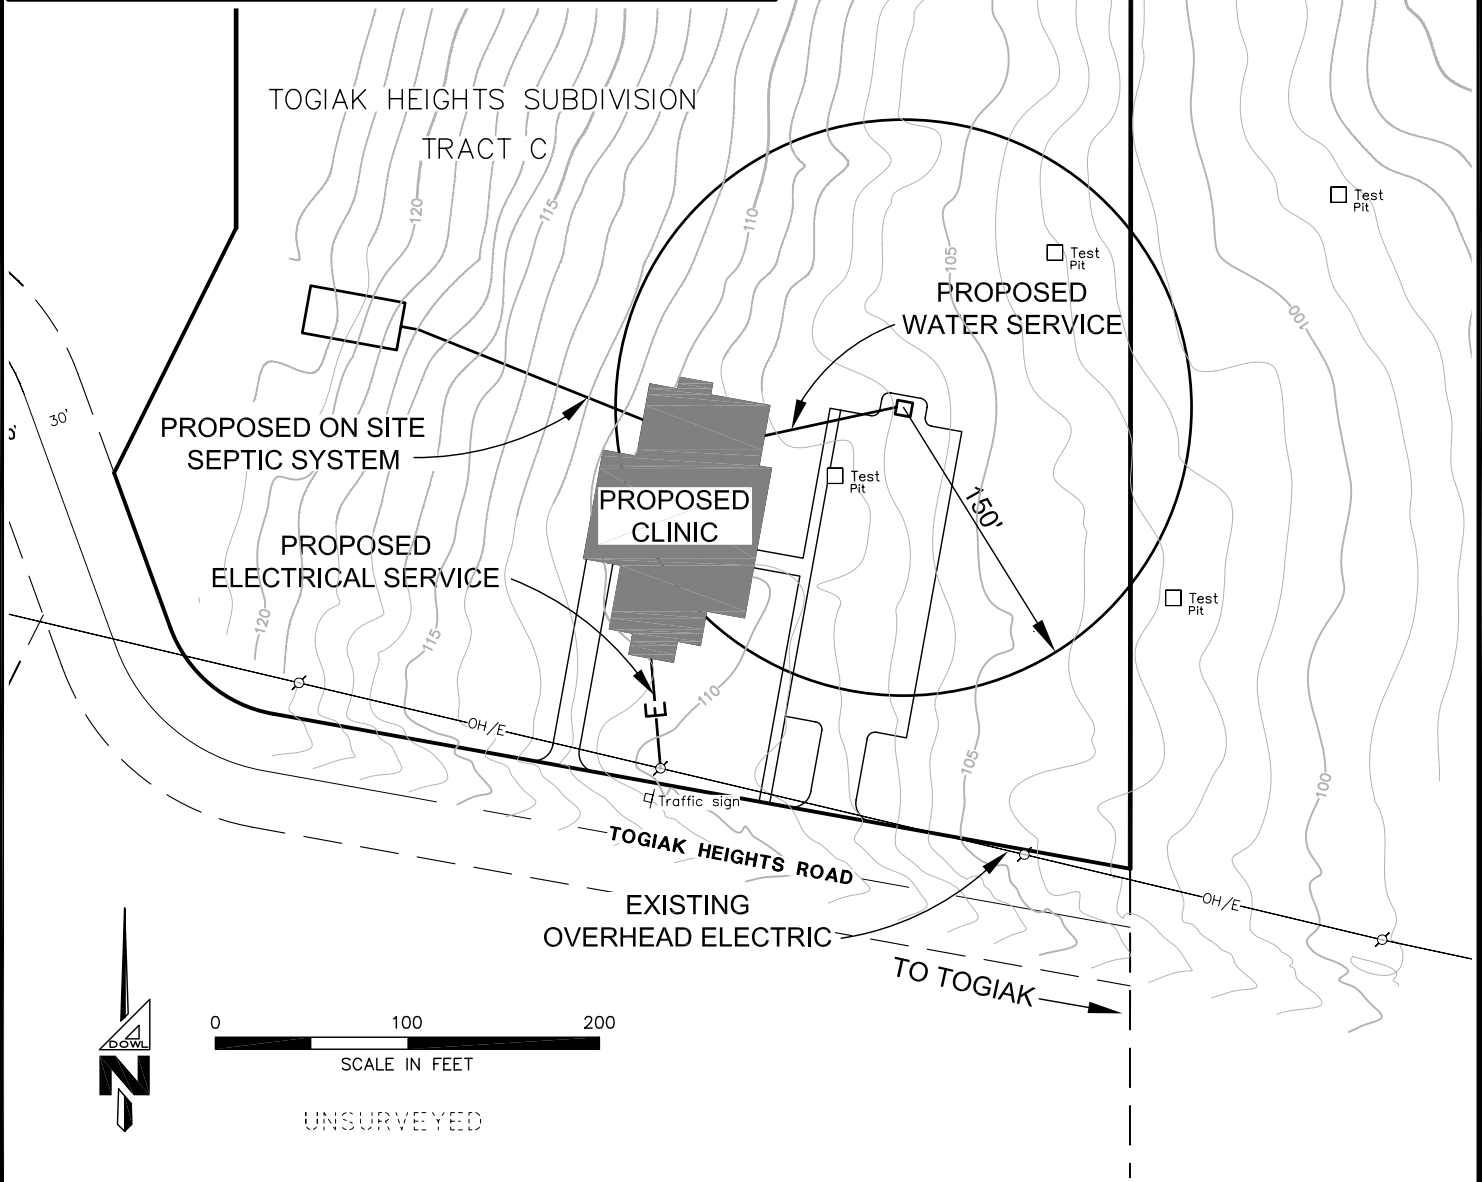 TOGIAK HEIGHTS SUBDIVISION
TRACT C
120
115
110
105
100
Test
Pit
Test
Pit
PROPOSED
WATER SERVICE
30'
PROPOSED ON SITE
SEPTIC SYSTEM
Test
Pit
150'
PROPOSED
CLINIC
PROPOSED
ELECTRICAL SERVICE
Test
Pit
120
115
110
105
100
E
OH/E
Traffic sign
TOGIAK HEIGHTS ROAD
OH/E
EXISTING
OVERHEAD ELECTRIC
TO TOGIAK
DOWL
N
0 100 200
SCALE IN FEET
UNSURVEYED